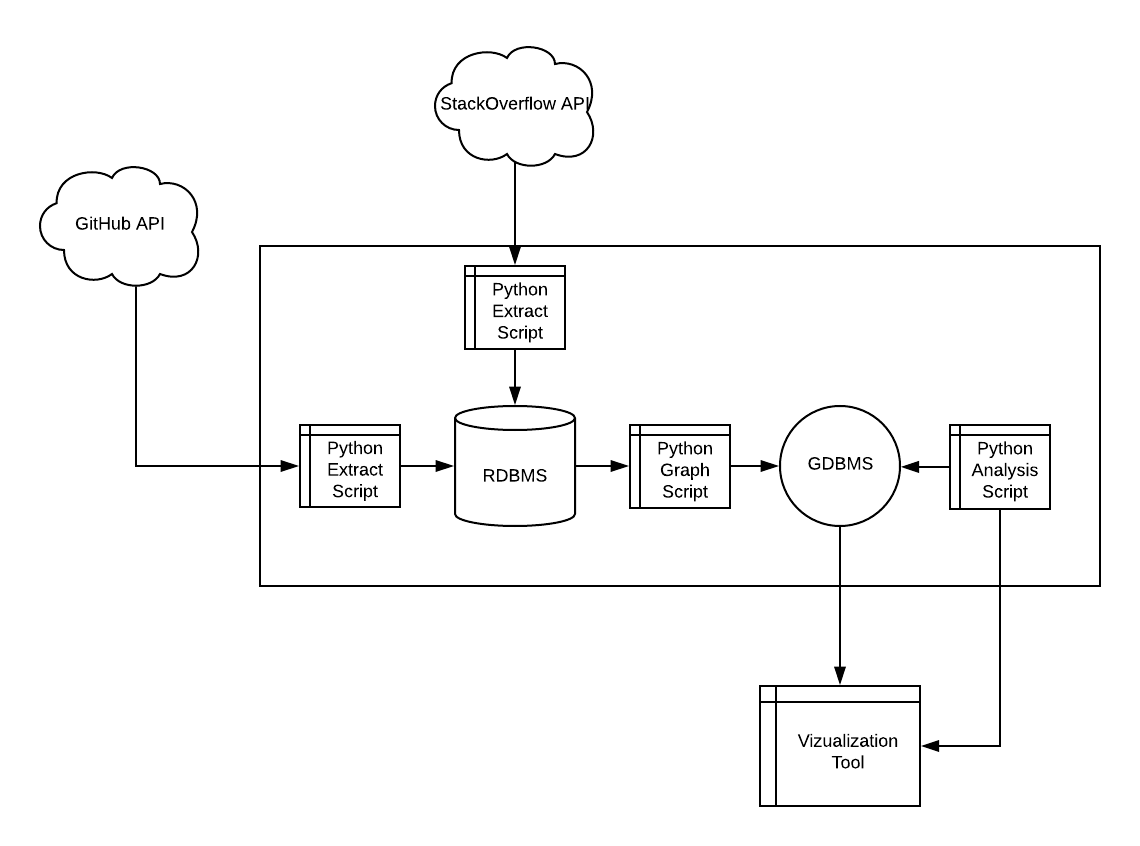 StackOverflow API
GitHub API
Python
Extract
Script
Python
Extract
Script
RDBMS
Python
Graph
Script
GDBMS
Python
Analysis
Script
Vizualization
Tool